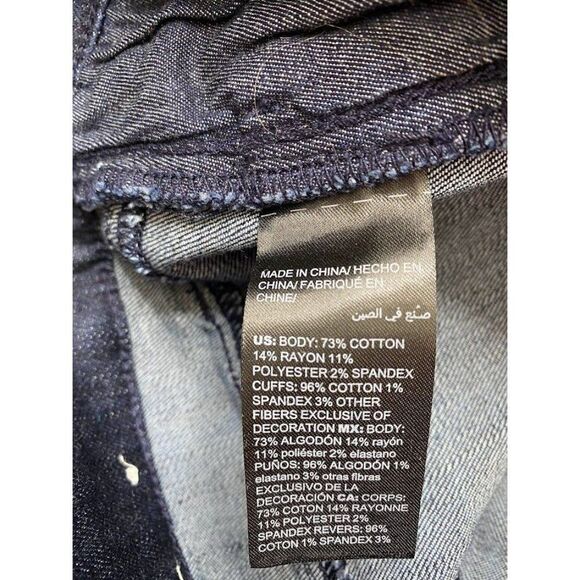 MADE IN CHINA/ HECHO EN
CHINA/ FABRIQUÉ EN
CHINE/
صنع في الصين
US: BODY: 73% COTTON
14% RAYON 11%
POLYESTER 2% SPANDEX
CUFFS: 96% COTTON 1%
SPANDEX 3% OTHER
FIBERS EXCLUSIVE OF
DECORATION MX: BODY:
73% ALGODÓN 14% rayón
11% poliéster 2% elastano
PUÑOS: 96% ALGODÓN 1%
elastano 3% otras fibras
EXCLUSIVO DE LA
DECORACIÓN CA: CORPS:
73% COTON 14% RAYONNE
11% POLYESTER 2%
SPANDEX REVERS: 96%
COTON 1% SPANDEX 3%